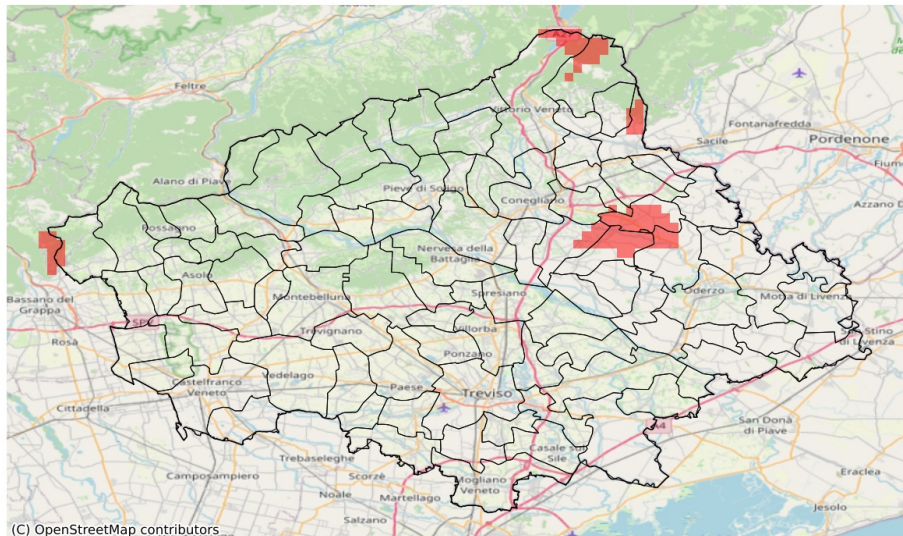 Feltre
Vittorio Veneto
Fontanafredda
Pordenone
Sacile
Fiume
Alano di Piave
Pieve di Soligo
Conegliano
Azzano D
Possagno
Nervesa della
Battaglia
Asolo
Bassano del
Grappa
Montebelluna
Spresiano
Oderzo
Motta di Livenza
Rosà
Trevignano
Villorba
di Livenza
Ponzano
Vedelago
Castelfranco
Veneto
Paese
Treviso
Cittadella
A4
San Donà
di Piave
Trebaseleghe
Casale sul
Sile
Camposampiero
Scorzè
Mogliano
Veneto
Eraclea
Noale
Martellago
Jesolo
Salzano
(C) OpenStreetMap contributors